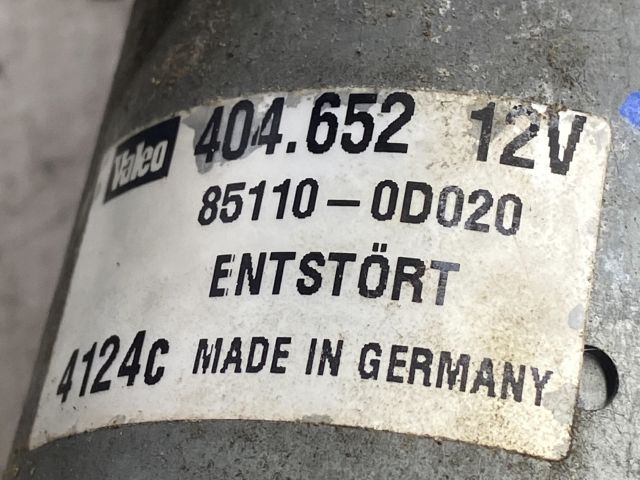 Valeo 404.652 12V
85110-0D020
ENTSTÖRT
4124c MADE IN GERMANY